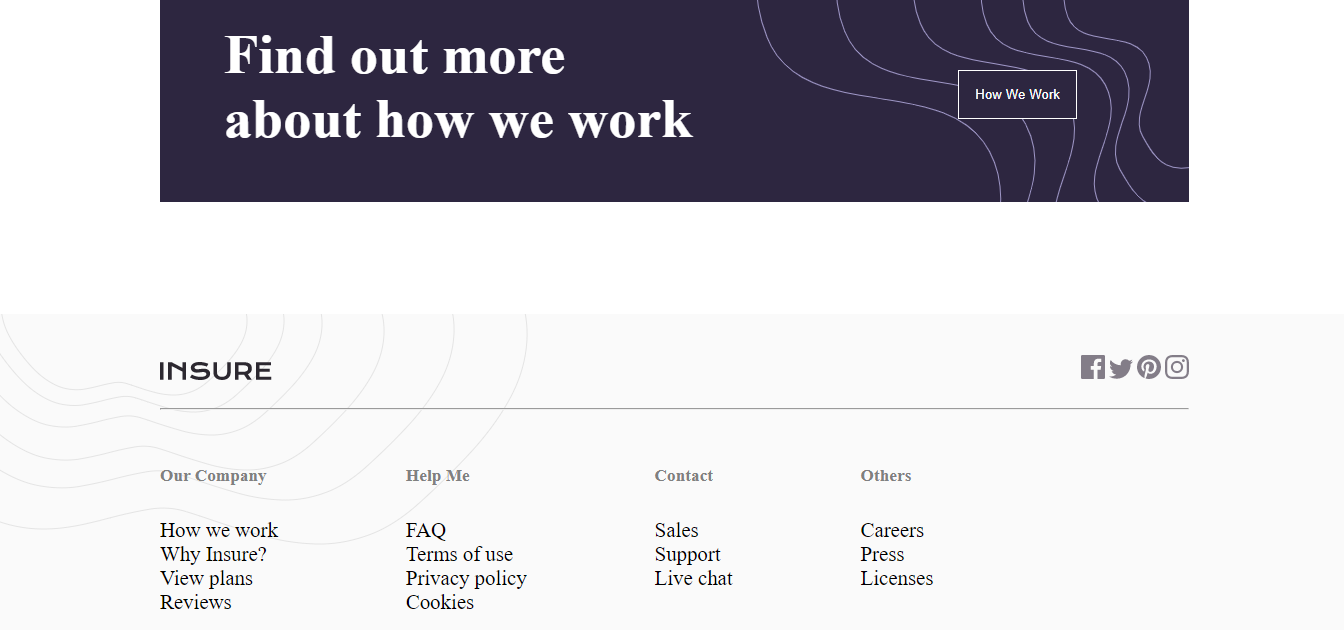 Find out more
about how we work
How We Work
INSURE
Our Company
How we work
Why Insure?
View plans
Reviews
Help Me
FAQ
Terms of use
Privacy policy
Cookies
Contact
Sales
Support
Live chat
Others
Careers
Press
Licenses